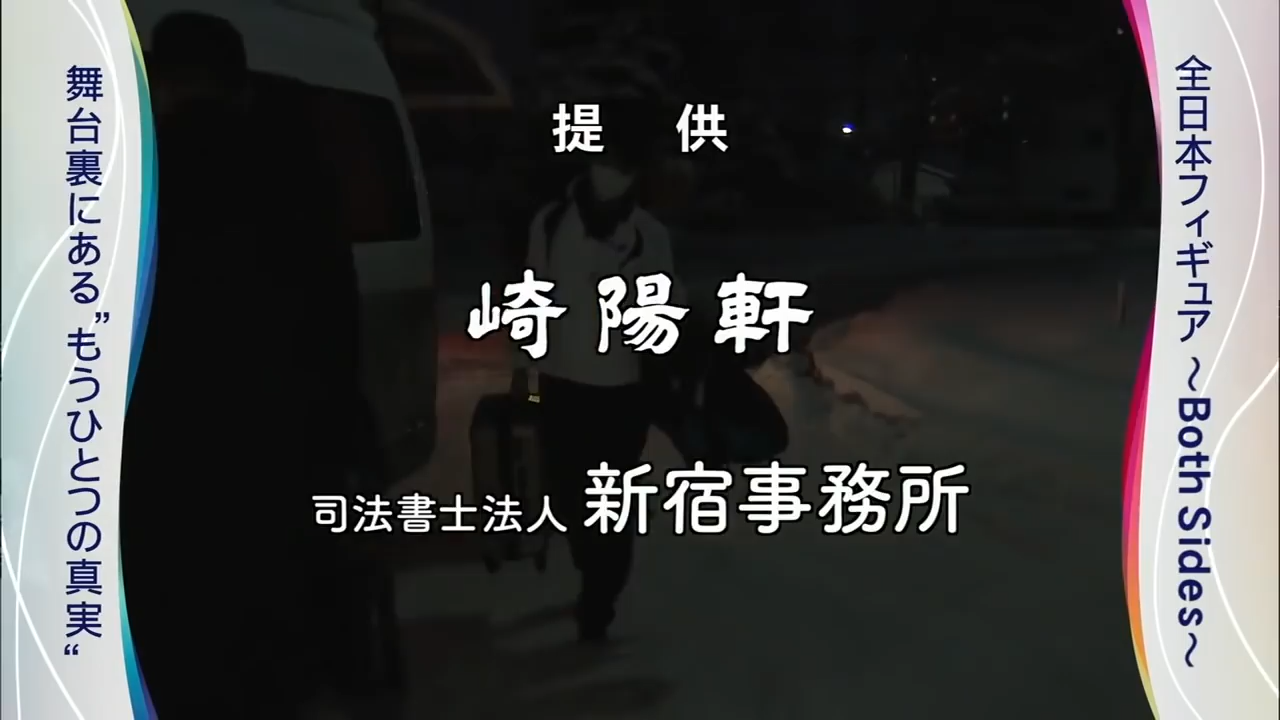 全日本フィギュア ～Both Sides～
舞台裏にある”もうひとつの真実“
提 供
崎陽軒
司法書士法人 新宿事務所